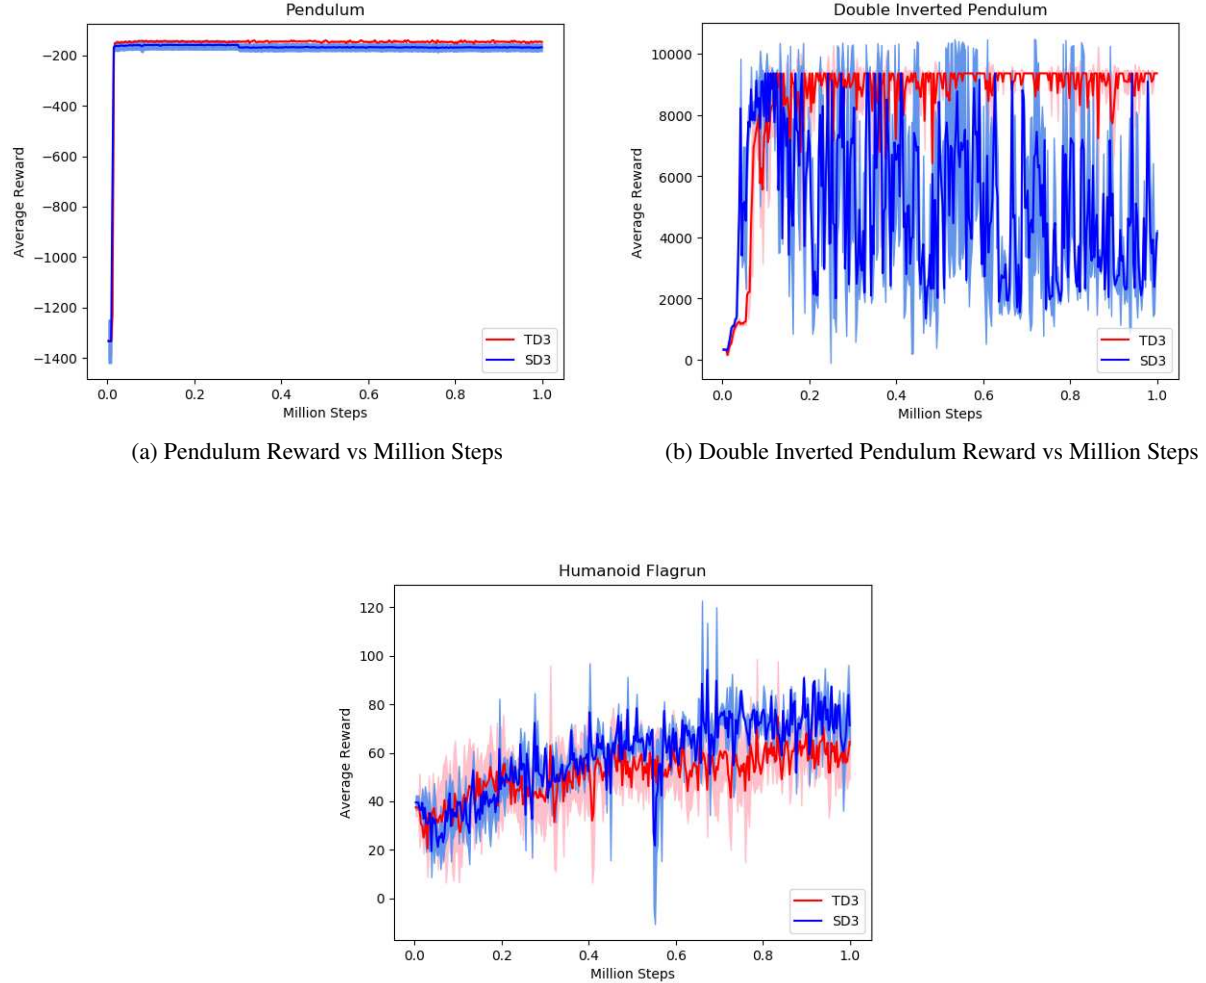 Pendulum
−200
−400
−600
−800
−1000
−1200
−1400
Average Reward
0.0 0.2 0.4 0.6 0.8 1.0
Million Steps
TD3
SD3
(a) Pendulum Reward vs Million Steps
Double Inverted Pendulum
10000
8000
6000
4000
2000
0
Average Reward
0.0 0.2 0.4 0.6 0.8 1.0
Million Steps
TD3
SD3
(b) Double Inverted Pendulum Reward vs Million Steps
Humanoid Flagrun
120
100
80
60
40
20
0
Average Reward
0.0 0.2 0.4 0.6 0.8 1.0
Million Steps
TD3
SD3